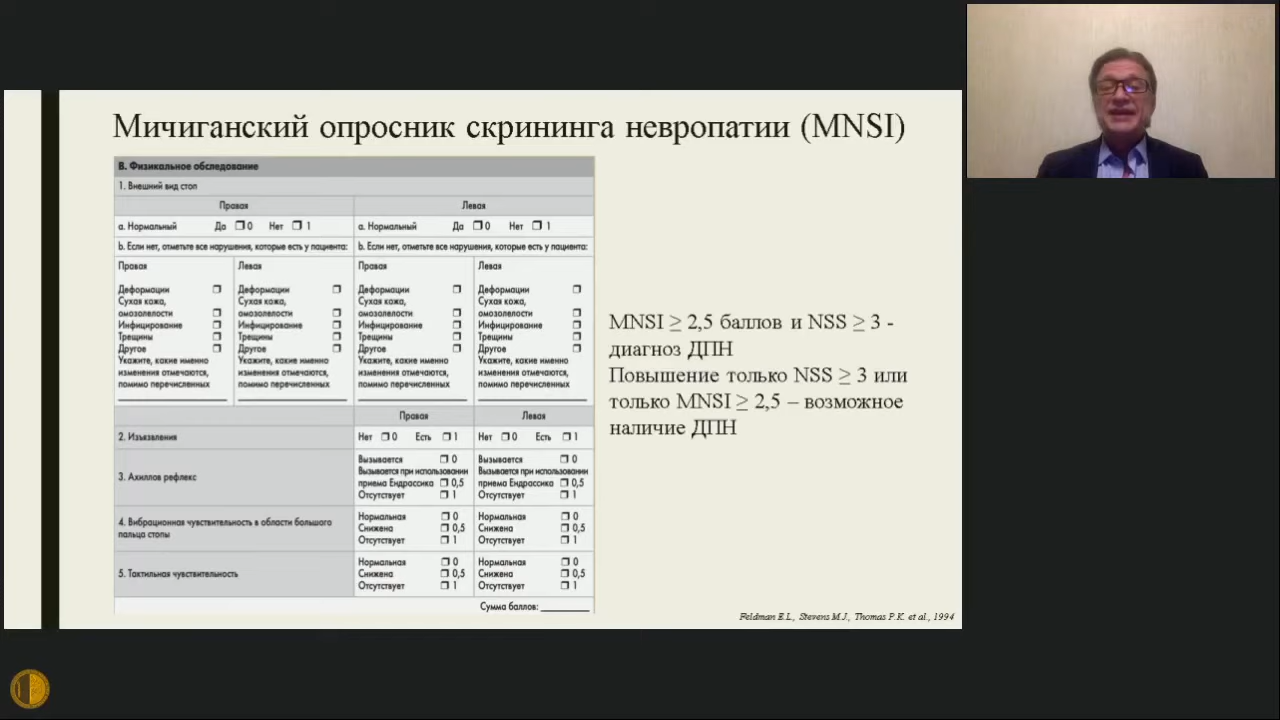 Мичиганский опросник скрининга невропатии (MNSI)
B. Физикальное обследование
1. Внешний вид стоп
Правая Левая
a. Нормальный Да 0 Нет 1 a. Нормальный Да 0 Нет 1
b. Если нет, отметьте все нарушения, которые есть у пациента: b. Если нет, отметьте все нарушения, которые есть у пациента:
Правая Левая Правая Левая
Деформации Деформации Деформации Деформации
Сухая кожа, Сухая кожа, Сухая кожа, Сухая кожа,
омозолелости омозолелости омозолелости омозолелости
Инфицирование Инфицирование Инфицирование Инфицирование
Трещины Трещины Трещины Трещины
Другое Другое Другое Другое
Укажите, какие именно Укажите, какие именно Укажите, какие именно Укажите, какие именно
изменения отмечаются, изменения отмечаются, изменения отмечаются, изменения отмечаются,
помимо перечисленных помимо перечисленных помимо перечисленных помимо перечисленных
Правая Левая
2. Изъязвления Нет 0 Есть 1 Нет 0 Есть 1
3. Ахиллов рефлекс
Вызывается 0 Вызывается 0
Вызывается при использовании Вызывается при использовании
приема Ендрассика 0,5 приема Ендрассика 0,5
Отсутствует 1 Отсутствует 1
4. Вибрационная чувствительность в области большого
пальца стопы
Нормальная 0 Нормальная 0
Снижена 0,5 Снижена 0,5
Отсутствует 1 Отсутствует 1
5. Тактильная чувствительность
Нормальная 0 Нормальная 0
Снижена 0,5 Снижена 0,5
Отсутствует 1 Отсутствует 1
Сумма баллов:
MNSI ≥ 2,5 баллов и NSS ≥ 3 -
диагноз ДПН
Повышение только NSS ≥ 3 или
только MNSI ≥ 2,5 – возможное
наличие ДПН
Feldman E.L., Stevens M.J., Thomas P.K. et al., 1994